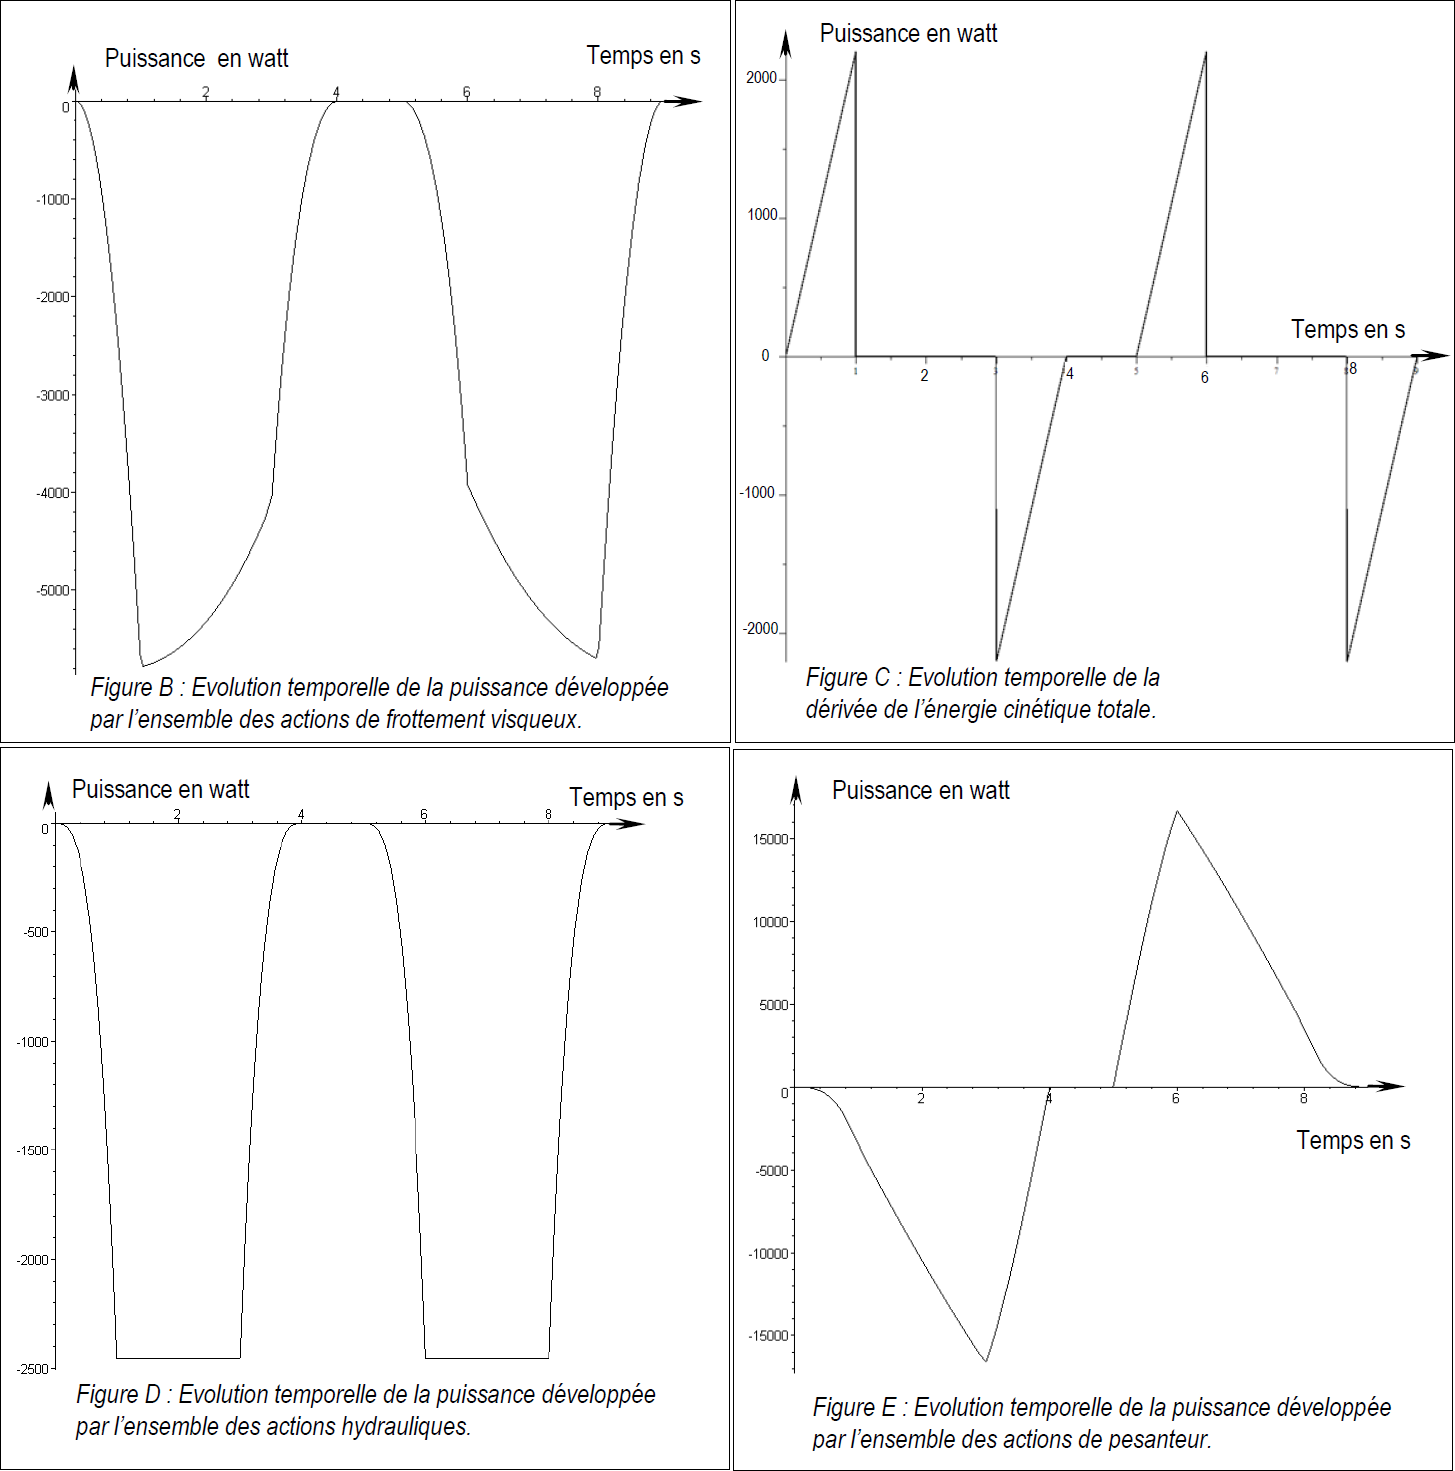 Puissance en watt
Temps en s
2
4
6
8
0
-1000
-2000
-3000
-4000
-5000
Figure B : Evolution temporelle de la puissance développée
par l'ensemble des actions de frottement visqueux.
Puissance en watt
2000
1000
Temps en s
0
1
2
3
4
5
6
8
9
-1000
-2000
Figure C : Evolution temporelle de la
dérivée de l'énergie cinétique totale.
Puissance en watt
Temps en s
2
4
6
8
0
-500
-1000
-1500
-2000
-2500
Figure D : Evolution temporelle de la puissance développée
par l'ensemble des actions hydrauliques.
Puissance en watt
15000
10000
5000
0
2
4
6
8
Temps en s
-5000
-10000
-15000
Figure E : Evolution temporelle de la puissance développée
par l'ensemble des actions de pesanteur.